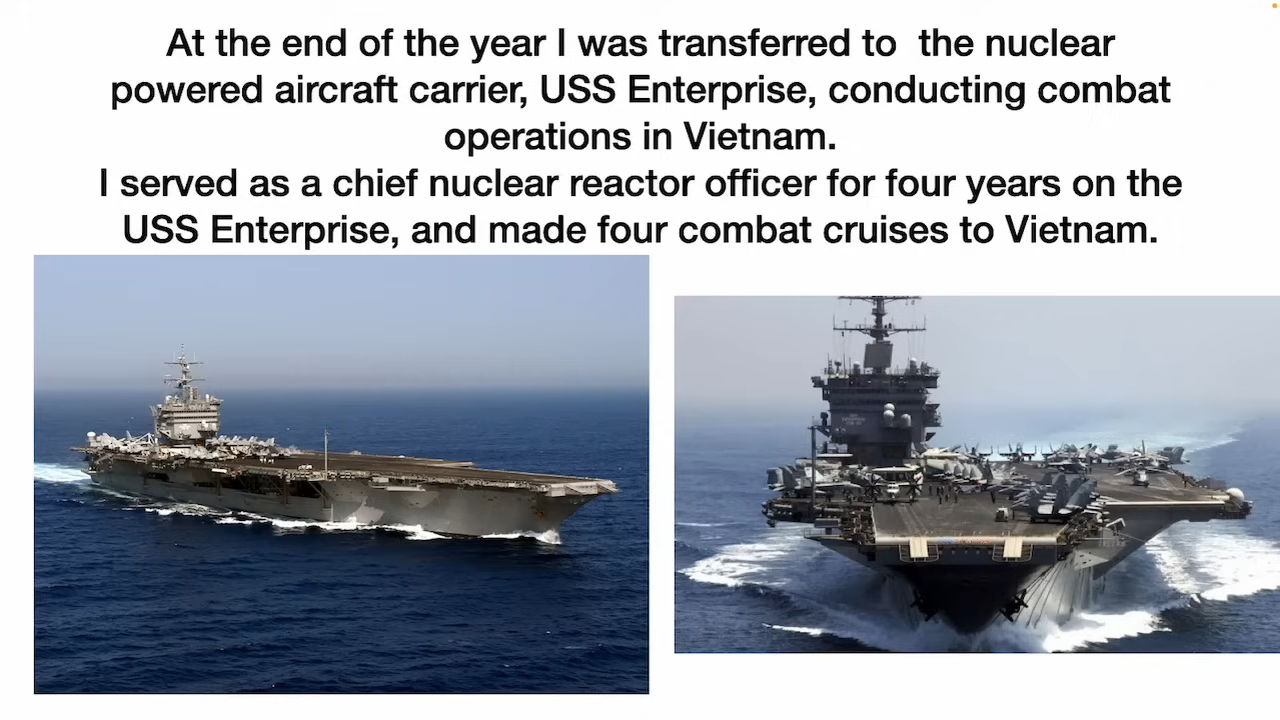 At the end of the year I was transferred to  the nuclear
powered aircraft carrier, USS Enterprise, conducting combat
operations in Vietnam.
I served as a chief nuclear reactor officer for four years on the
USS Enterprise, and made four combat cruises to Vietnam.